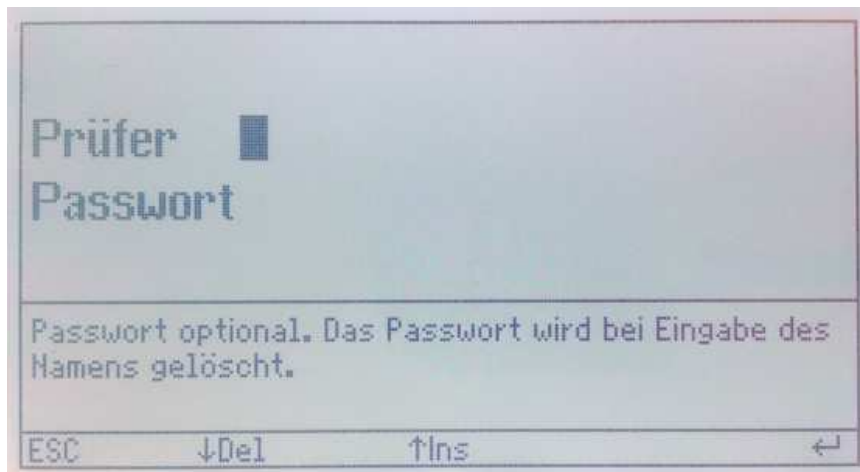 Prüfer
Passwort
Passwort optional. Das Passwort wird bei Eingabe des
Namens gelöscht.
ESC ↓Del ↑Ins ↵